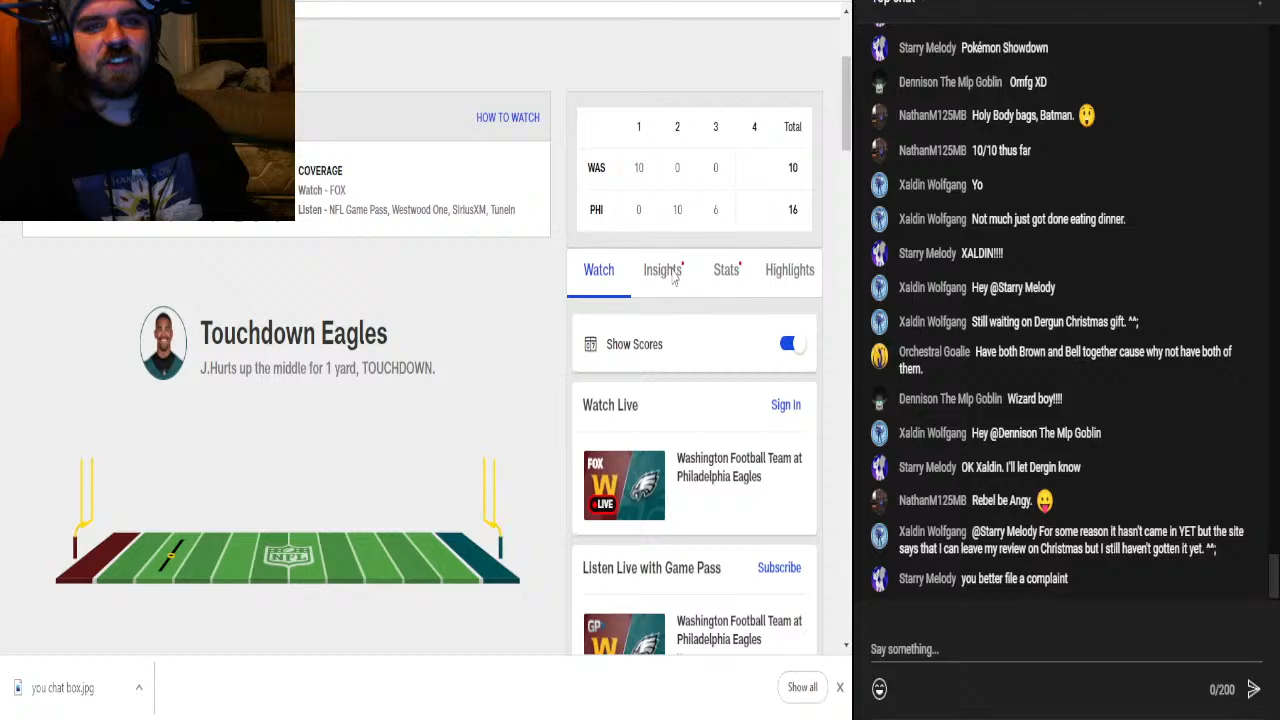 HOW TO WATCH
COVERAGE
Watch - FOX
Listen - NFL Game Pass, Westwood One, SiriusXM, TuneIn
Touchdown Eagles
J.Hurts up the middle for 1 yard, TOUCHDOWN.
NFL
1 2 3 4 Total
WAS 10 0 0 10
PHI 0 10 6 16
Watch Insights Stats Highlights
Show Scores
Watch Live Sign In
FOX
W
LIVE
Washington Football Team at
Philadelphia Eagles
Listen Live with Game Pass Subscribe
GP
W
Washington Football Team at
Philadelphia Eagles
you chat box.jpg
Show all X
Starry Melody Pokémon Showdown
Dennison The Mlp Goblin Omfg XD
NathanM125MB Holy Body bags, Batman. 😲
NathanM125MB 10/10 thus far
Xaldin Wolfgang Yo
Xaldin Wolfgang Not much just got done eating dinner.
Starry Melody XALDIN!!!!
Xaldin Wolfgang Hey @Starry Melody
Xaldin Wolfgang Still waiting on Dergun Christmas gift. ^^;
Orchestral Goalie Have both Brown and Bell together cause why not have both of
them.
Dennison The Mlp Goblin Wizard boy!!!!
Xaldin Wolfgang Hey @Dennison The Mlp Goblin
Starry Melody OK Xaldin. I'll let Dergin know
NathanM125MB Rebel be Angy. 😛
Xaldin Wolfgang @Starry Melody For some reason it hasn't came in YET but the site
says that I can leave my review on Christmas but I still haven't gotten it yet. ^^;
Starry Melody you better file a complaint
Say something...
0/200